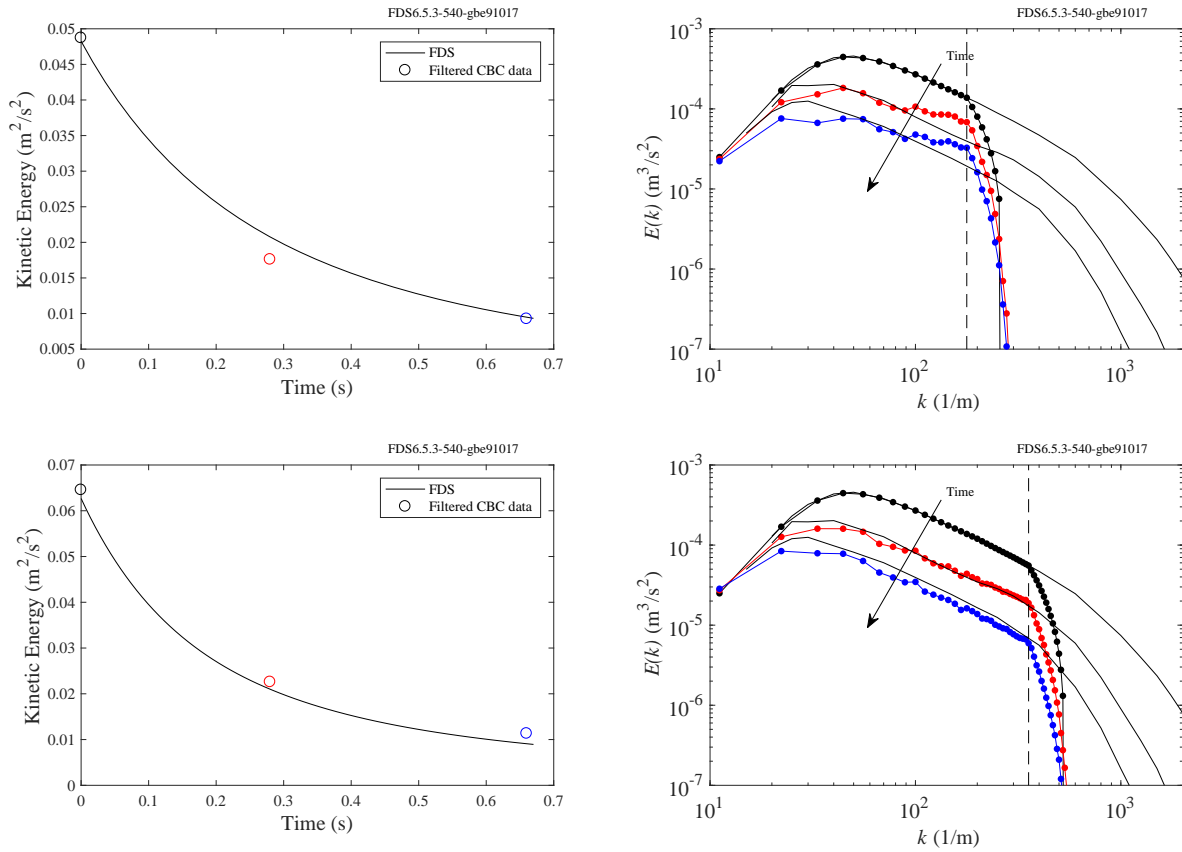 FDS6.5.3-540-gbe91017
0.05
0.045
0.04
0.035
0.03
0.025
0.02
0.015
0.01
0.005
0 0.1 0.2 0.3 0.4 0.5 0.6 0.7
Kinetic Energy (m²/s²)
Time (s)
FDS
Filtered CBC data
FDS6.5.3-540-gbe91017
10⁻³
10⁻⁴
10⁻⁵
10⁻⁶
10⁻⁷
10¹ 10² 10³
E(k) (m³/s²)
k (1/m)
Time
FDS6.5.3-540-gbe91017
0.07
0.06
0.05
0.04
0.03
0.02
0.01
0
0 0.1 0.2 0.3 0.4 0.5 0.6 0.7
Kinetic Energy (m²/s²)
Time (s)
FDS
Filtered CBC data
FDS6.5.3-540-gbe91017
10⁻³
10⁻⁴
10⁻⁵
10⁻⁶
10⁻⁷
10¹ 10² 10³
E(k) (m³/s²)
k (1/m)
Time